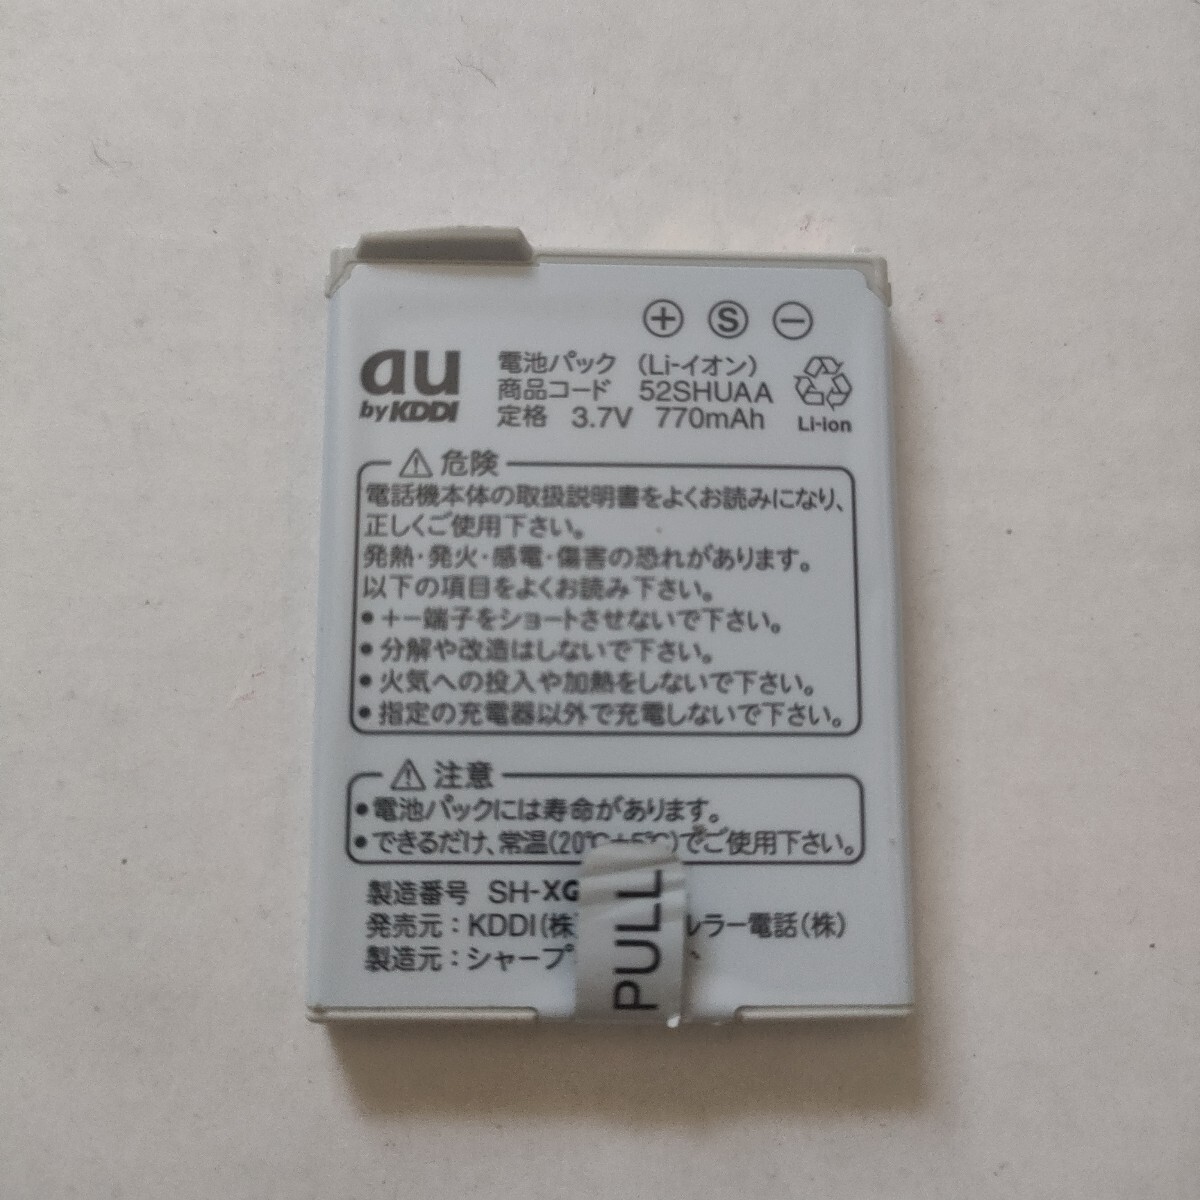 + S −
au
by KDDI
電池パック (Li-イオン)
商品コード 52SHUAA
定格 3.7V 770mAh
Li-ion
危険
電話機本体の取扱説明書をよくお読みになり、
正しくご使用下さい。
発熱・発火・感電・傷害の恐れがあります。
以下の項目をよくお読み下さい。
● +−端子をショートさせないで下さい。
● 分解や改造はしないで下さい。
● 火気への投入や加熱をしないで下さい。
● 指定の充電器以外で充電しないで下さい。
注意
● 電池パックには寿命があります。
● できるだけ、常温(20℃±5℃)でご使用下さい。
製造番号 SH-XG
発売元：KDDI(株) ルラー電話(株)
製造元：シャープ
PULL